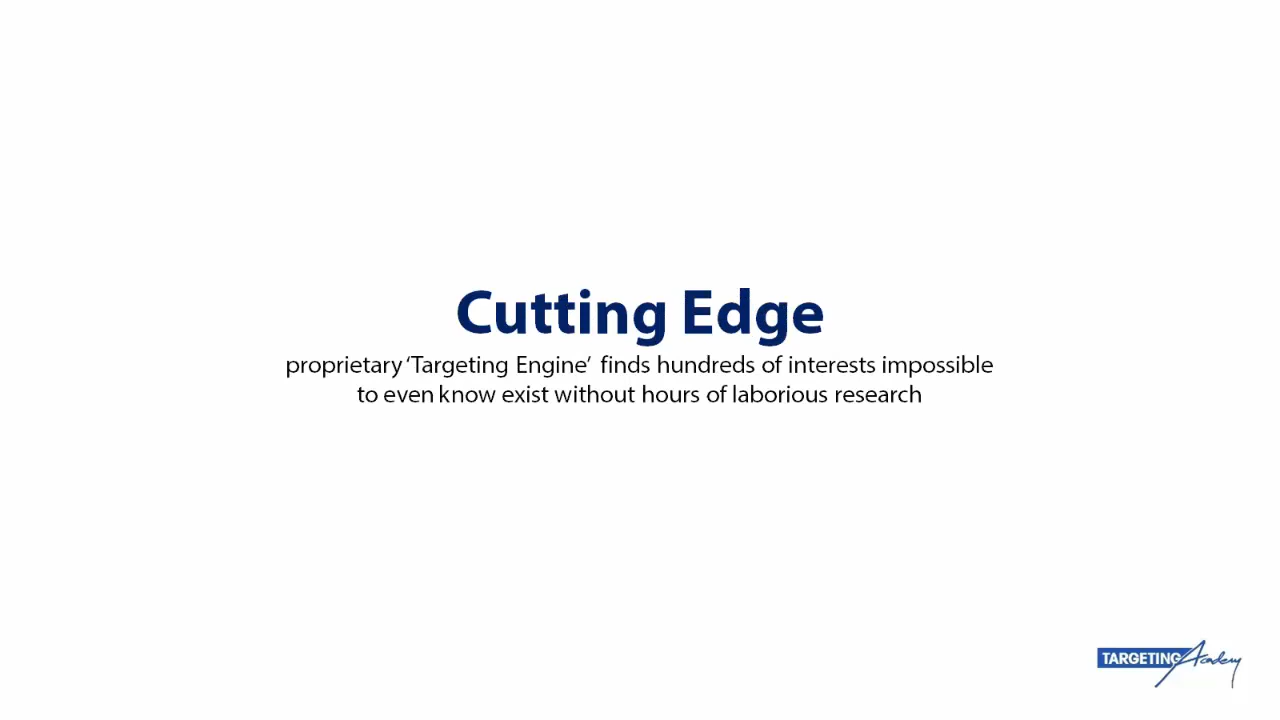 Cutting Edge
proprietary ‘Targeting Engine’ finds hundreds of interests impossible
to even know exist without hours of laborious research
TARGETING Academy